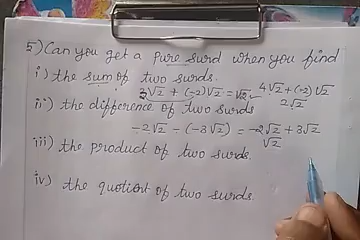 5) Can you get a pure surd when you find
i) the sum of two surds.
3√2 + (-2)√2 = √2. 4√2 + (-2)√2
2√2
ii) the difference of two surds
-2√2 - (-3√2) = -2√2 + 3√2
√2
iii) the product of two surds.
iv) the quotient of two surds.